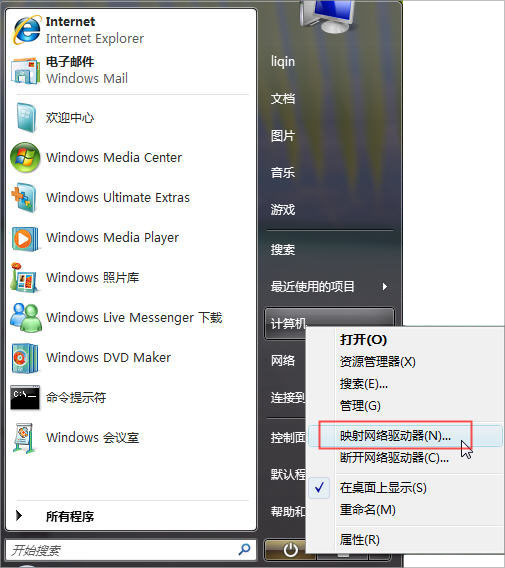 Internet
Internet Explorer
电子邮件
Windows Mail
欢迎中心
Windows Media Center
Windows Ultimate Extras
Windows Media Player
Windows 照片库
Windows Live Messenger 下载
Windows DVD Maker
命令提示符
Windows 会议室
所有程序
开始搜索
liqin
文档
图片
音乐
游戏
搜索
最近使用的项目
计算机
网络
连接到
控制面
默认程
帮助和
打开(O)
资源管理器(X)
搜索(E)...
管理(G)
映射网络驱动器(N)...
断开网络驱动器(C)...
在桌面上显示(S)
重命名(M)
属性(R)